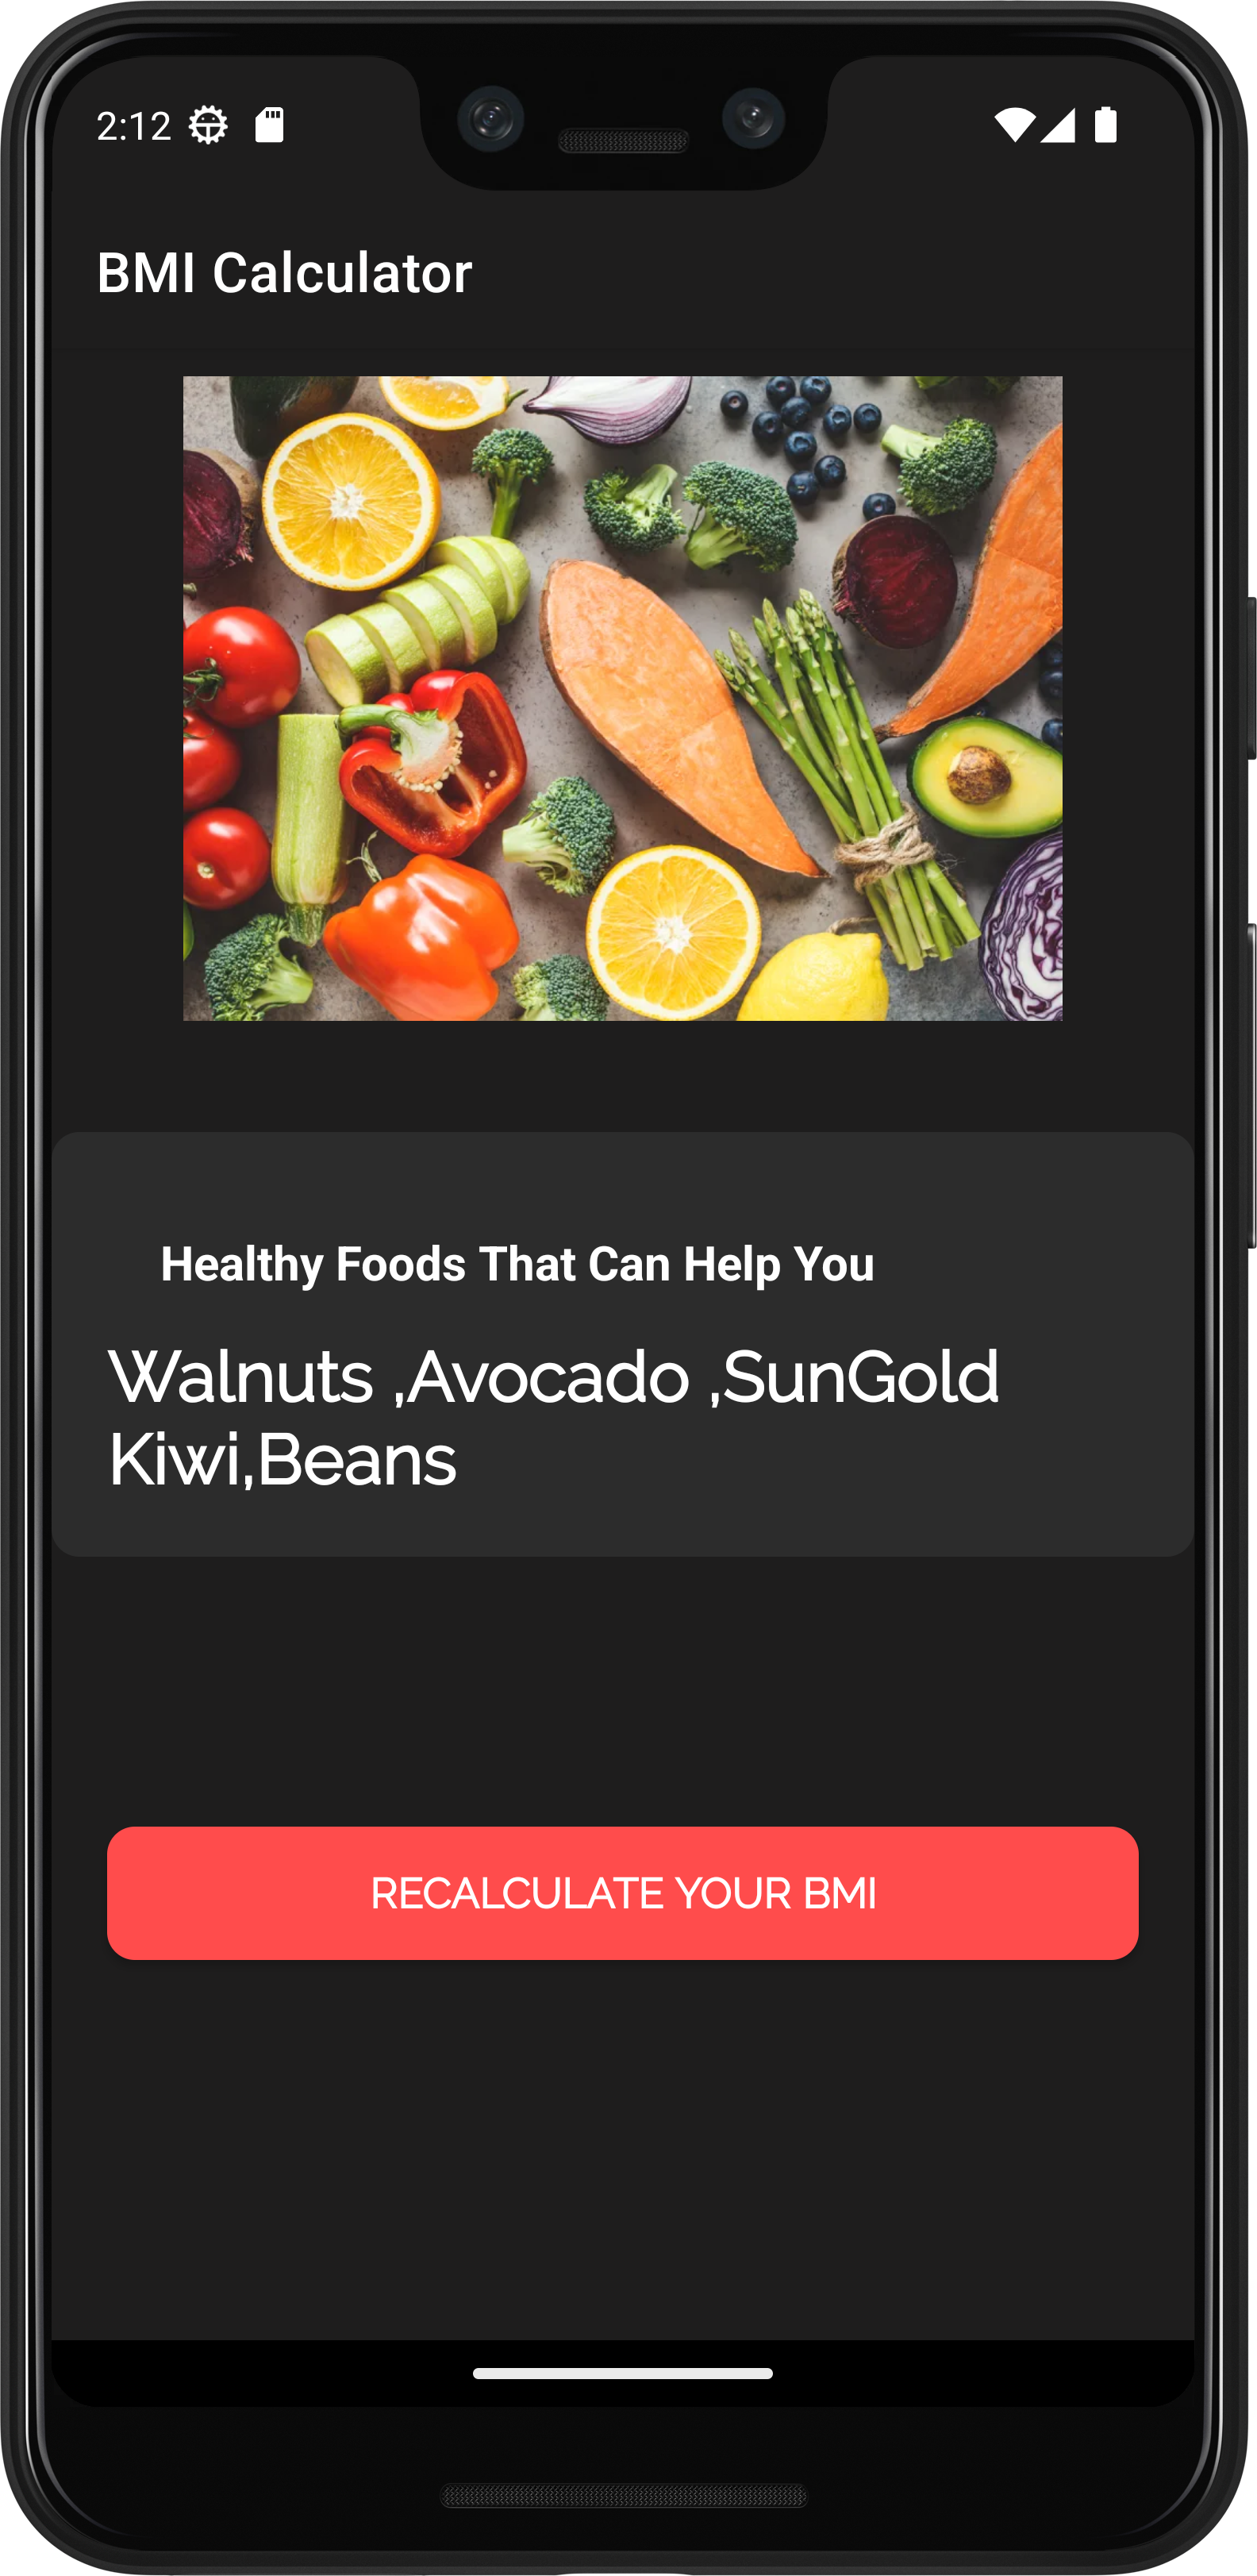 2:12
BMI Calculator
Healthy Foods That Can Help You
Walnuts ,Avocado ,SunGold
Kiwi,Beans
RECALCULATE YOUR BMI